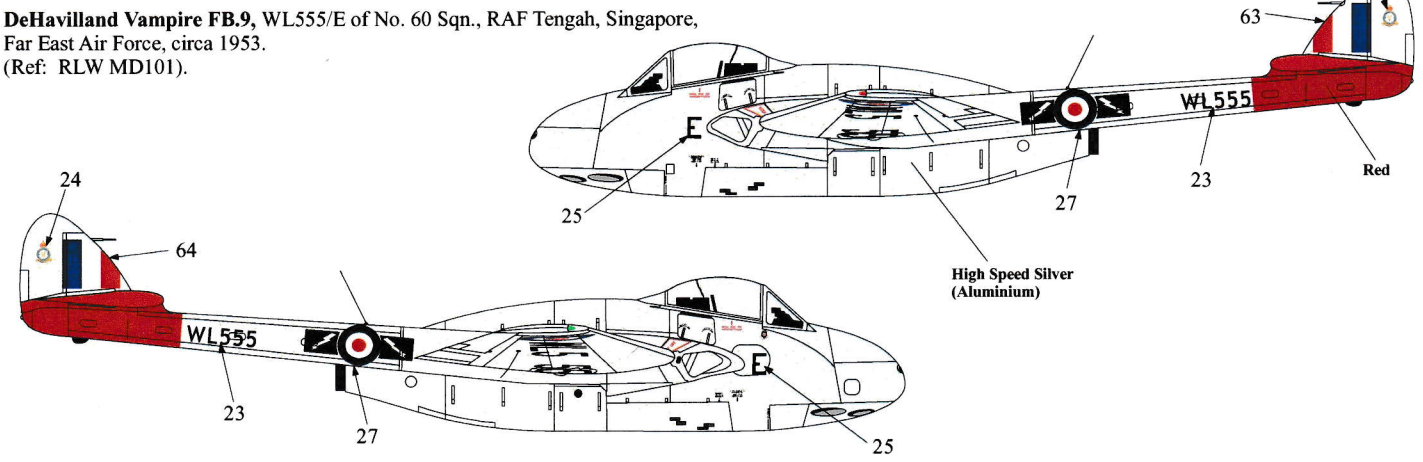 DeHavilland Vampire FB.9, WL555/E of No. 60 Sqn., RAF Tengah, Singapore,
Far East Air Force, circa 1953.
(Ref: RLW MD101).
63
E
WL555
25
27
23
Red
High Speed Silver
(Aluminium)
24
64
WL555
E
23
27
25